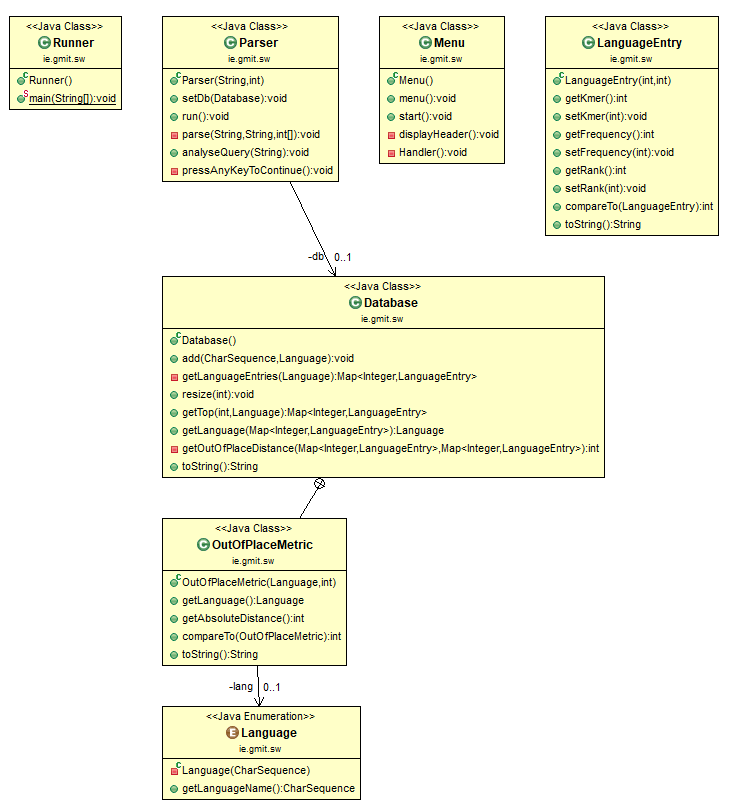 <<Java Class>>
Runner
ie.gmit.sw
Runner()
main(String[]):void
<<Java Class>>
Parser
ie.gmit.sw
Parser(String,int)
setDb(Database):void
run():void
parse(String,String,int[]):void
analyseQuery(String):void
pressAnyKeyToContinue():void
<<Java Class>>
Menu
ie.gmit.sw
Menu()
menu():void
start():void
displayHeader():void
Handler():void
<<Java Class>>
LanguageEntry
ie.gmit.sw
LanguageEntry(int,int)
getKmer():int
setKmer(int):void
getFrequency():int
setFrequency(int):void
getRank():int
setRank(int):void
compareTo(LanguageEntry):int
toString():String
-db 0..1
<<Java Class>>
Database
ie.gmit.sw
Database()
add(CharSequence,Language):void
getLanguageEntries(Language):Map<Integer,LanguageEntry>
resize(int):void
getTop(int,Language):Map<Integer,LanguageEntry>
getLanguage(Map<Integer,LanguageEntry>):Language
getOutOfPlaceDistance(Map<Integer,LanguageEntry>,Map<Integer,LanguageEntry>):int
toString():String
<<Java Class>>
OutOfPlaceMetric
ie.gmit.sw
OutOfPlaceMetric(Language,int)
getLanguage():Language
getAbsoluteDistance():int
compareTo(OutOfPlaceMetric):int
toString():String
-lang 0..1
<<Java Enumeration>>
Language
ie.gmit.sw
Language(CharSequence)
getLanguageName():CharSequence